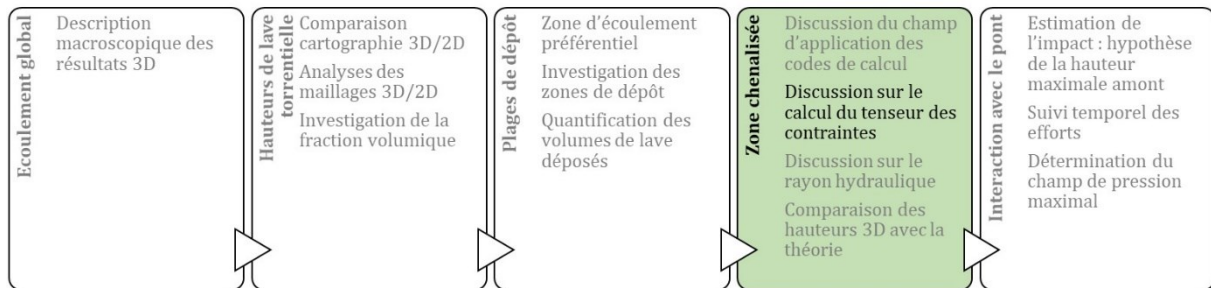 Ecoulement global
Description
macroscopique des
résultats 3D
Hauteurs de lave
torrentielle
Comparaison
cartographie 3D/2D
Analyses des
maillages 3D/2D
Investigation de la
fraction volumique
Plages de dépôt
Zone d'écoulement
préférentiel
Investigation des
zones de dépôt
Quantification des
volumes de lave
déposés
Zone chenalisée
Discussion du champ
d'application des
codes de calcul
Discussion sur le
calcul du tenseur des
contraintes
Discussion sur le
rayon hydraulique
Comparaison des
hauteurs 3D avec la
théorie
Interaction avec le pont
Estimation de
l'impact : hypothèse
de la hauteur
maximale amont
Suivi temporel des
efforts
Détermination du
champ de pression
maximal